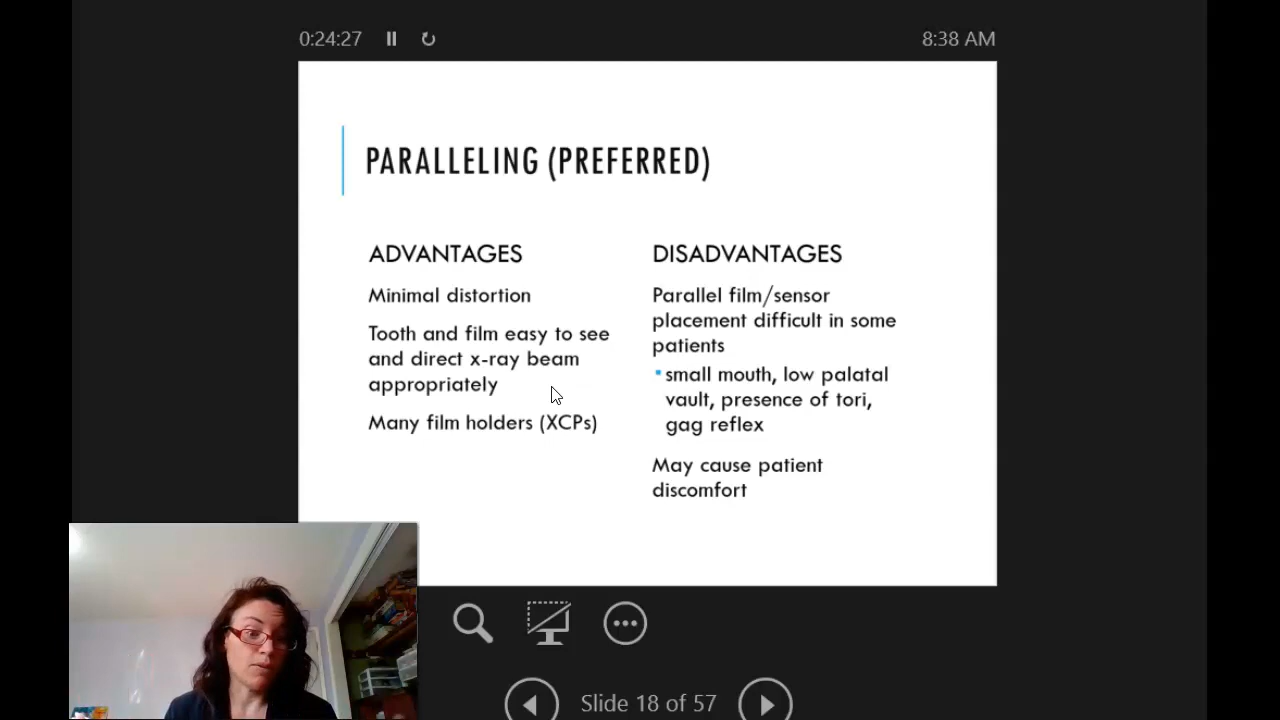 0:24:27
8:38 AM
PARALLELING (PREFERRED)
ADVANTAGES
Minimal distortion
Tooth and film easy to see
and direct x-ray beam
appropriately
Many film holders (XCPs)
DISADVANTAGES
Parallel film/sensor
placement difficult in some
patients
small mouth, low palatal
vault, presence of tori,
gag reflex
May cause patient
discomfort
Slide 18 of 57